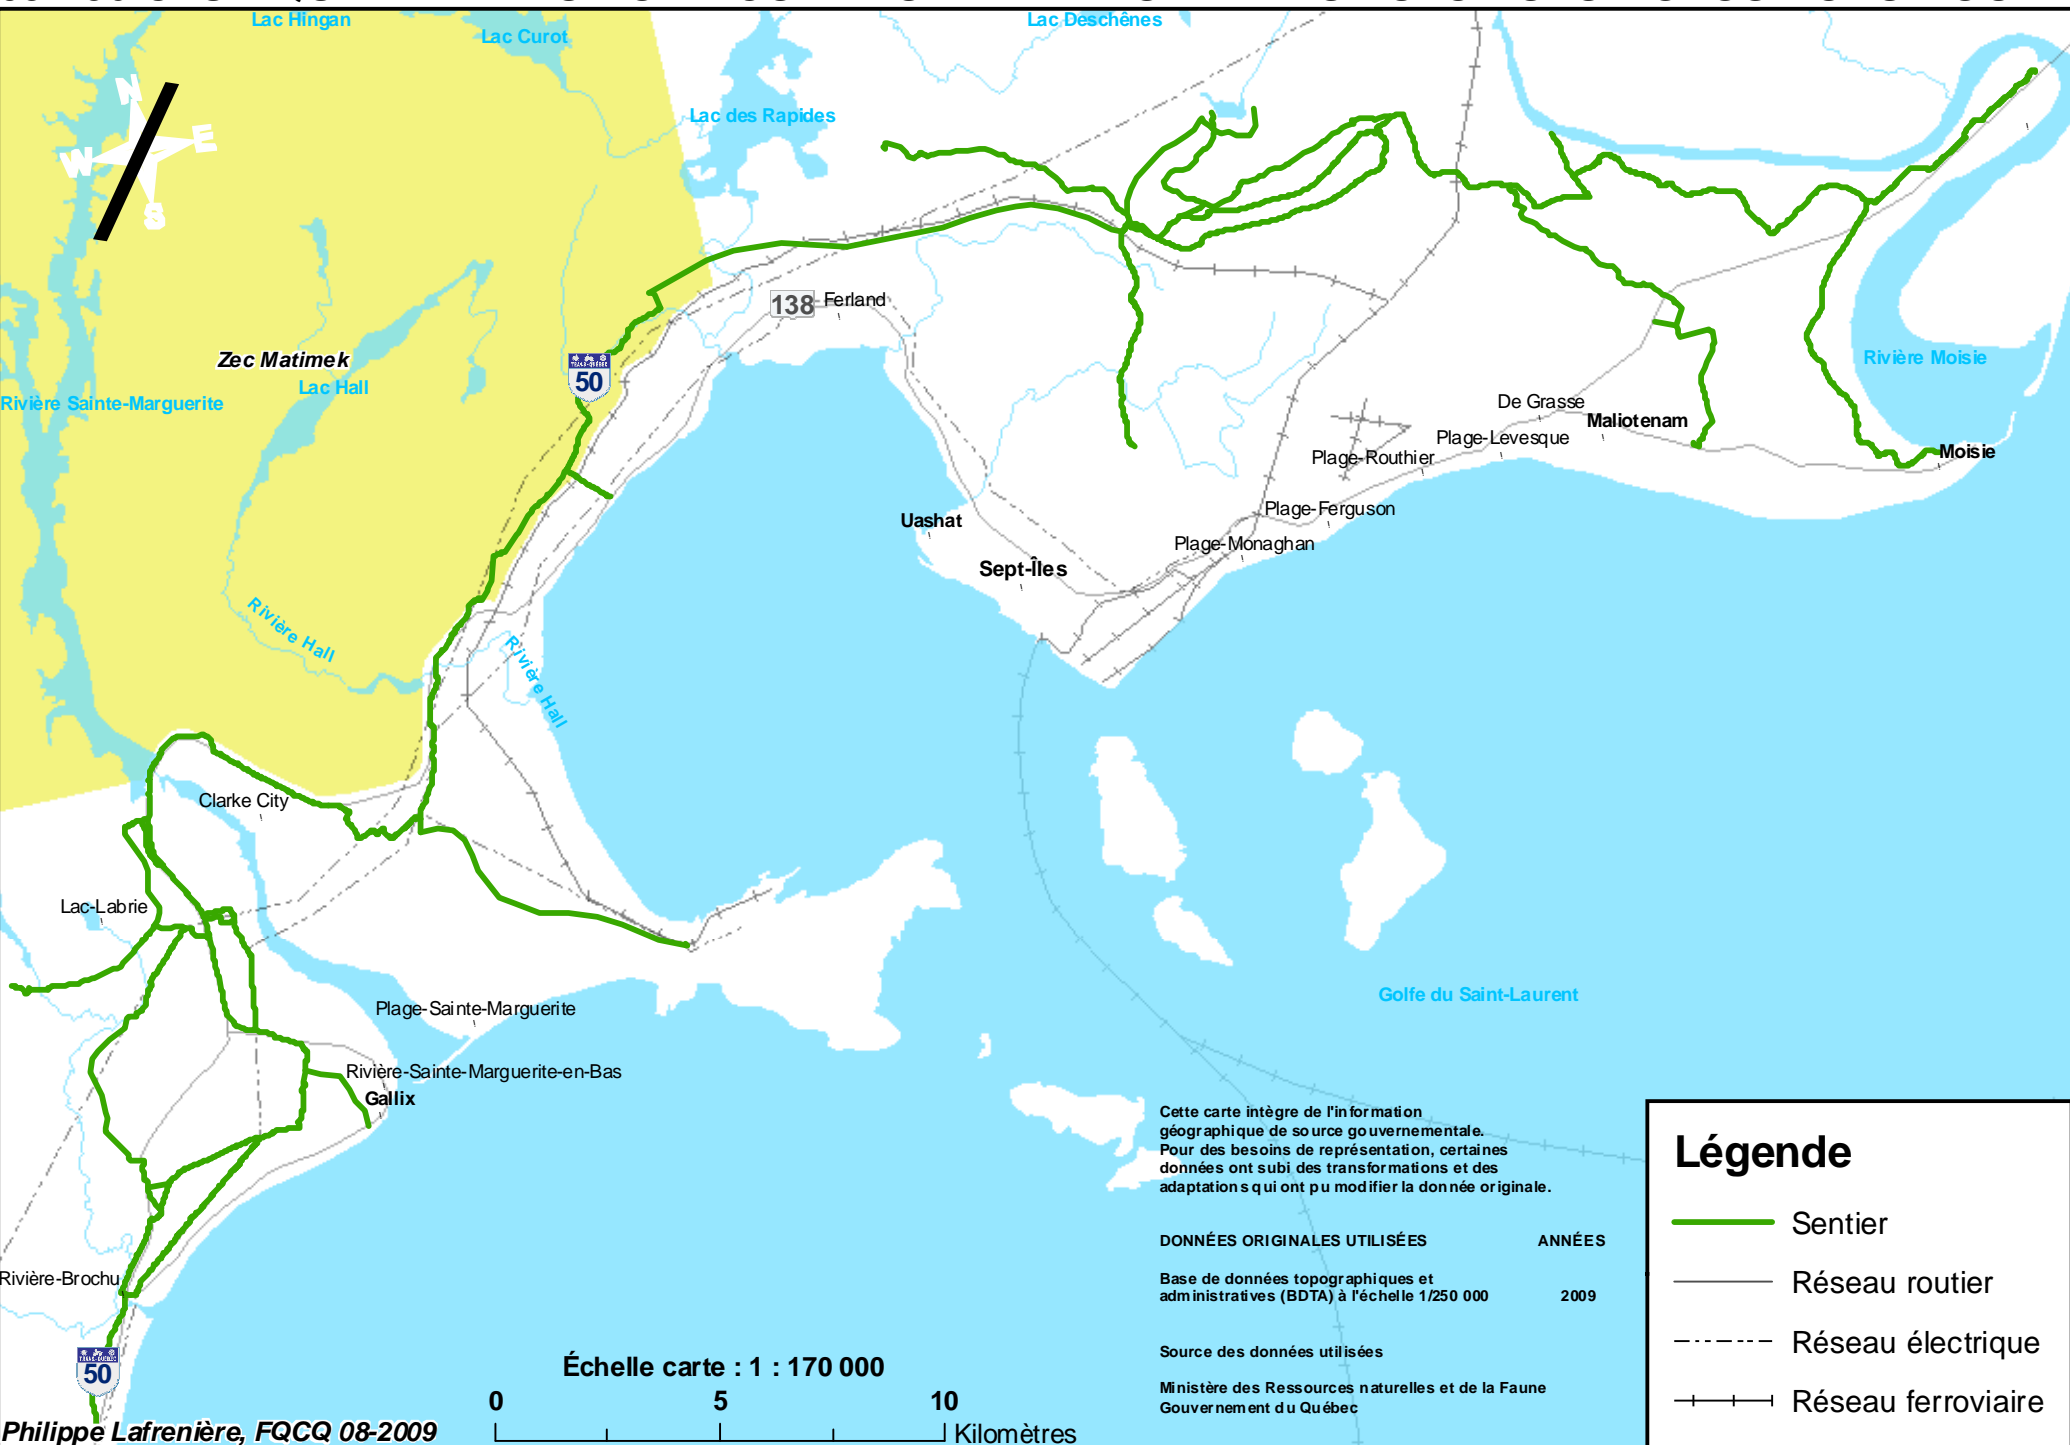 Lac Hingan
Lac Curot
Lac Deschênes
Lac des Rapides
N
W
E
S
138
Ferland
Zec Matimek
Lac Hall
TRANS-QUÉBEC
50
Rivière Sainte-Marguerite
Rivière Moisie
De Grasse
Maliotenam
Plage-Levesque
Plage-Routhier
Moisie
Plage-Ferguson
Uashat
Plage-Monaghan
Sept-Îles
Rivière Hall
Rivière Hall
Clarke City
Lac-Labrie
Golfe du Saint-Laurent
Plage-Sainte-Marguerite
Rivière-Sainte-Marguerite-en-Bas
Gallix
Cette carte intègre de l'information
géographique de source gouvernementale.
Pour des besoins de représentation, certaines
données ont subi des transformations et des
adaptations qui ont pu modifier la donnée originale.
DONNÉES ORIGINALES UTILISÉES ANNÉES
Base de données topographiques et
administratives (BDTA) à l'échelle 1/250 000 2009
Source des données utilisées
Ministère des Ressources naturelles et de la Faune
Gouvernement du Québec
Légende
Sentier
Réseau routier
Réseau électrique
Réseau ferroviaire
Rivière-Brochu
TRANS-QUÉBEC
50
Échelle carte : 1 : 170 000
0 5 10
Kilomètres
Philippe Lafrenière, FQCQ 08-2009